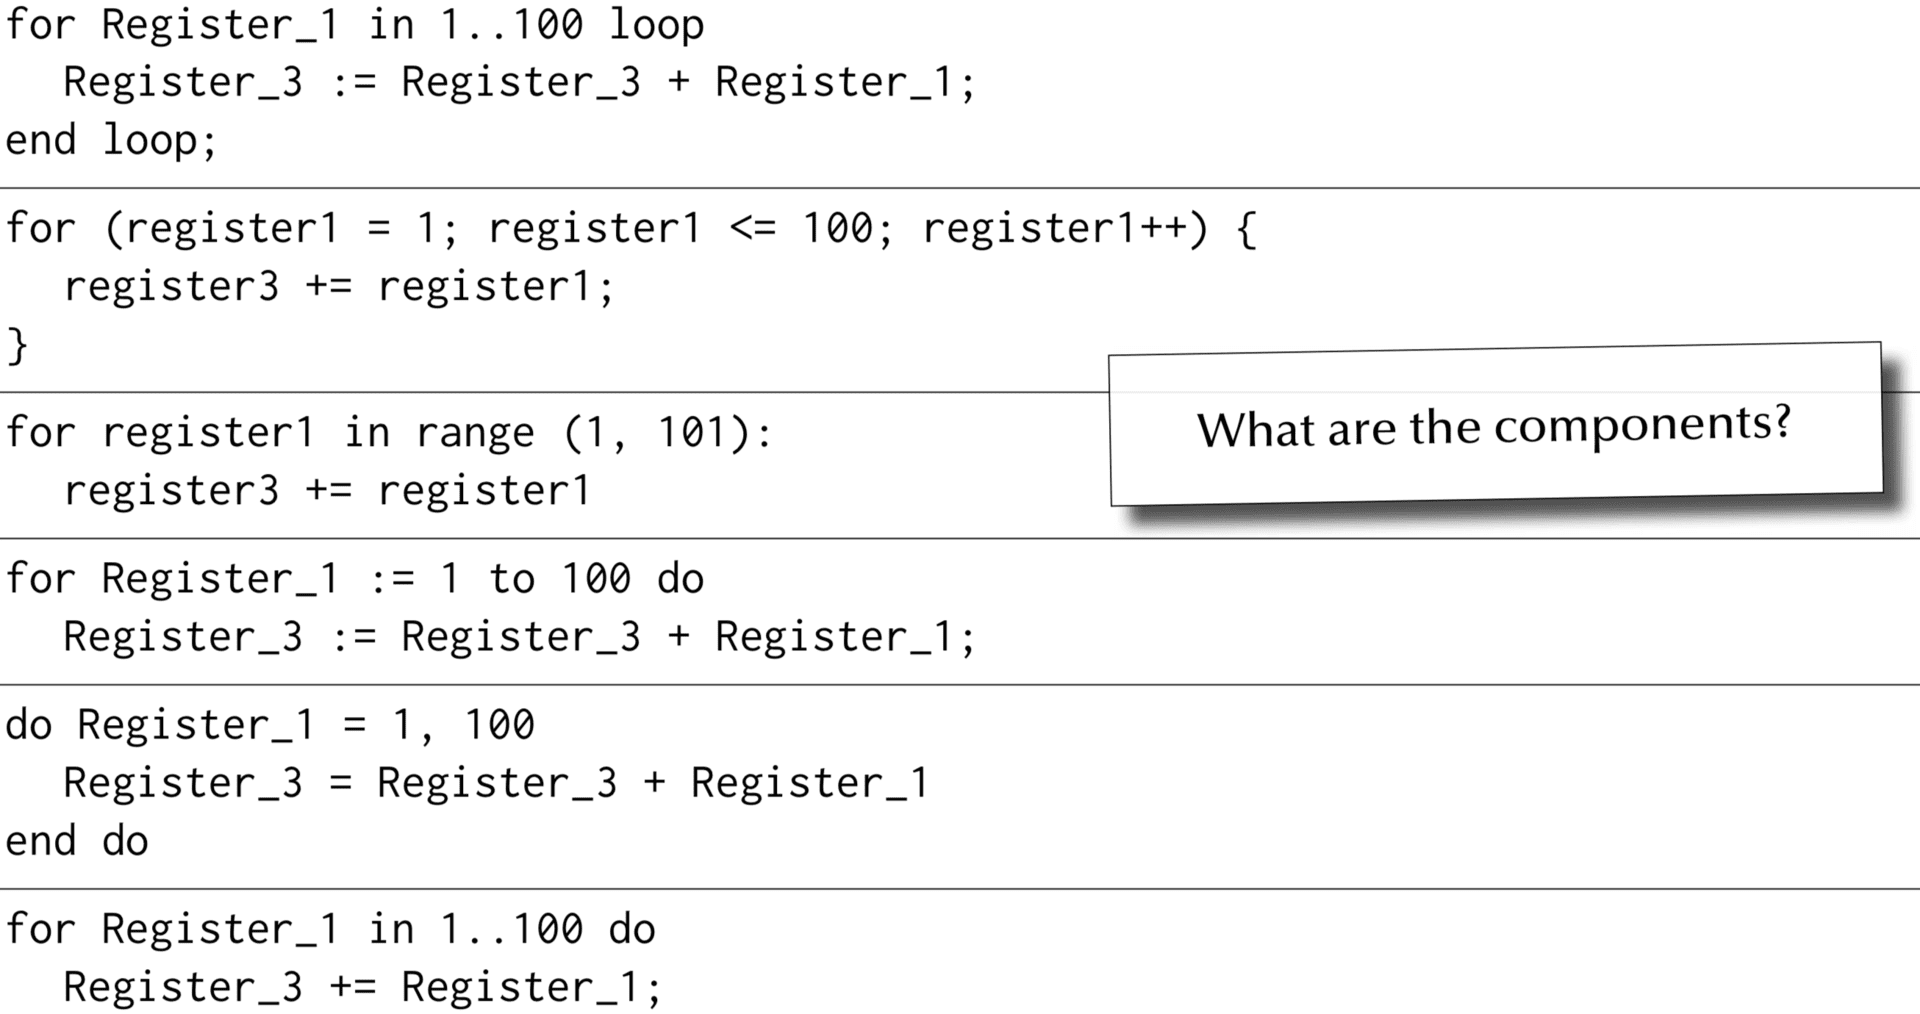 for Register_1 in 1..100 loop
   Register_3 := Register_3 + Register_1;
end loop;
for (register1 = 1; register1 <= 100; register1++) {
   register3 += register1;
}
What are the components?
for register1 in range (1, 101):
   register3 += register1
for Register_1 := 1 to 100 do
   Register_3 := Register_3 + Register_1;
do Register_1 = 1, 100
   Register_3 = Register_3 + Register_1
end do
for Register_1 in 1..100 do
   Register_3 += Register_1;